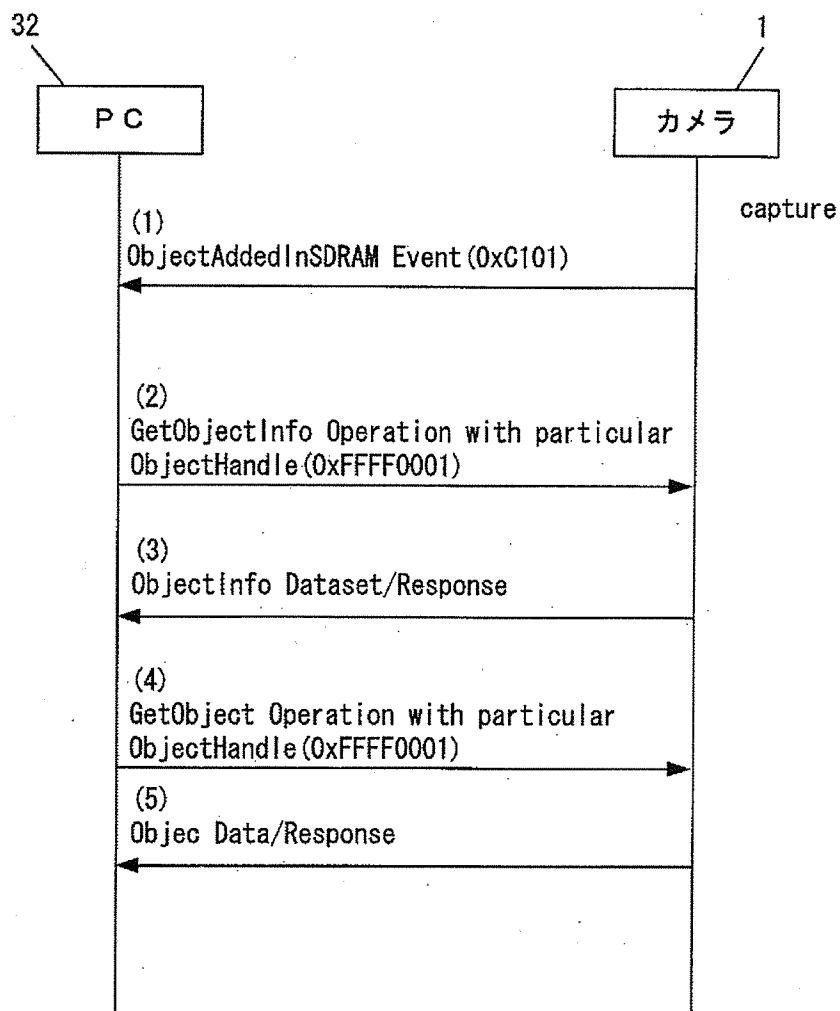 32
1
PC
カメラ
capture
(1)
ObjectAddedInSDRAM Event(0xC101)
(2)
GetObjectInfo Operation with particular
ObjectHandle(0xFFFF0001)
(3)
ObjectInfo Dataset/Response
(4)
GetObject Operation with particular
ObjectHandle(0xFFFF0001)
(5)
Objec Data/Response